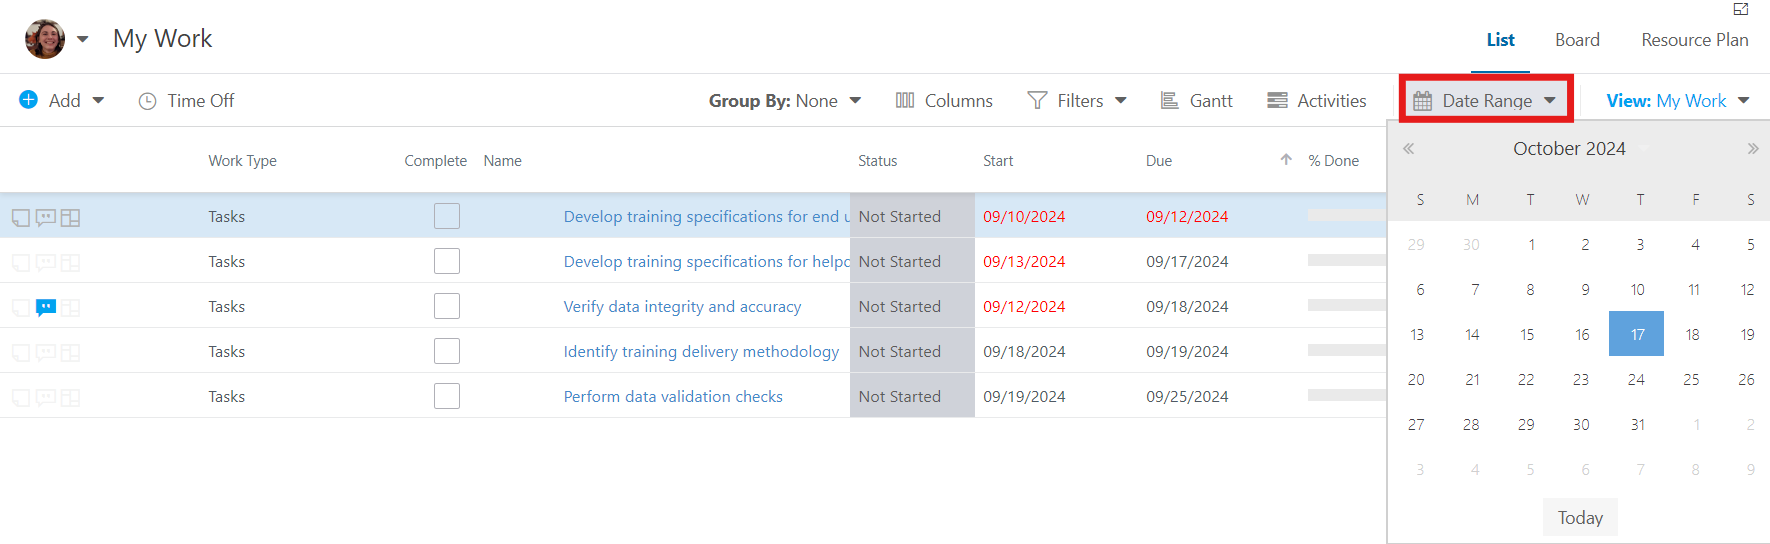 My Work
List Board Resource Plan
Add Time Off Group By: None Columns Filters Gantt Activities Date Range View: My Work
October 2024
Work Type Complete Name Status Start Due % Done
S M T W T F S
Tasks Develop training specifications for end u Not Started 09/10/2024 09/12/2024
29 30 1 2 3 4 5
Tasks Develop training specifications for helpd Not Started 09/13/2024 09/17/2024
6 7 8 9 10 11 12
Tasks Verify data integrity and accuracy Not Started 09/12/2024 09/18/2024
13 14 15 16 17 18 19
Tasks Identify training delivery methodology Not Started 09/18/2024 09/19/2024
20 21 22 23 24 25 26
Tasks Perform data validation checks Not Started 09/19/2024 09/25/2024
27 28 29 30 31 1 2
3 4 5 6 7 8 9
Today